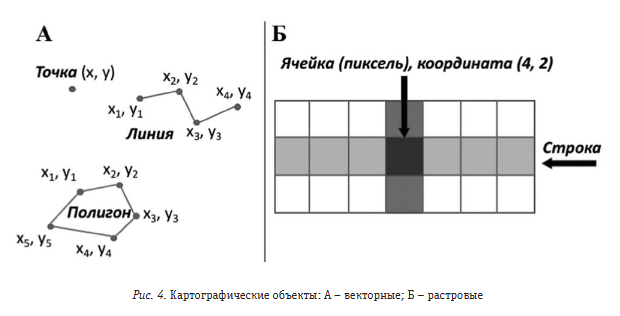 А
Точка (x, y)
x₂, y₂
x₄, y₄
x₁, y₁
Линия
x₃, y₃
x₁, y₁
x₂, y₂
Полигон
x₃, y₃
x₅, y₅
x₄, y₄
Б
Ячейка (пиксель), координата (4, 2)
Строка
Рис. 4. Картографические объекты: А – векторные; Б – растровые